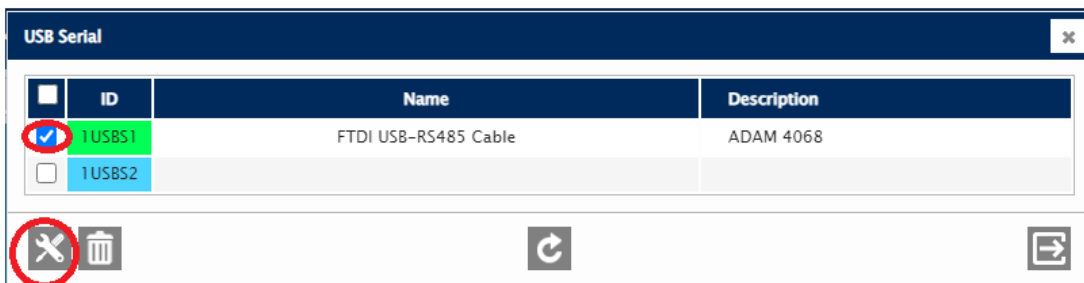 USB Serial
ID Name Description
1USBS1 FTDI USB-RS485 Cable ADAM 4068
1USBS2